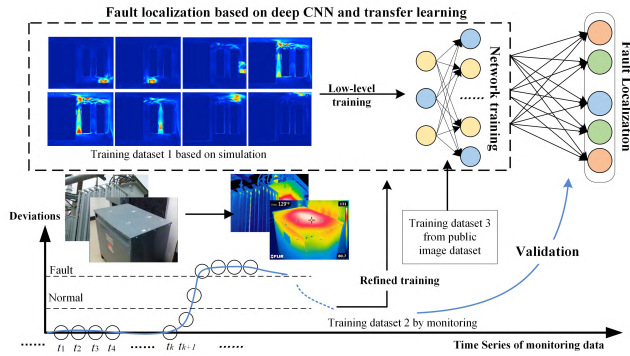 Fault localization based on deep CNN and transfer learning
Low-level
training
......
Network training
Fault Localization
Training dataset 1 based on simulation
Deviations
129°F
FLIR
Training dataset 3
from public
image dataset
Fault
Normal
Refined training
Validation
Training dataset 2 by monitoring
...... t1 t2 t3 t4 ...... tk tk+1 ......
Time Series of monitoring data